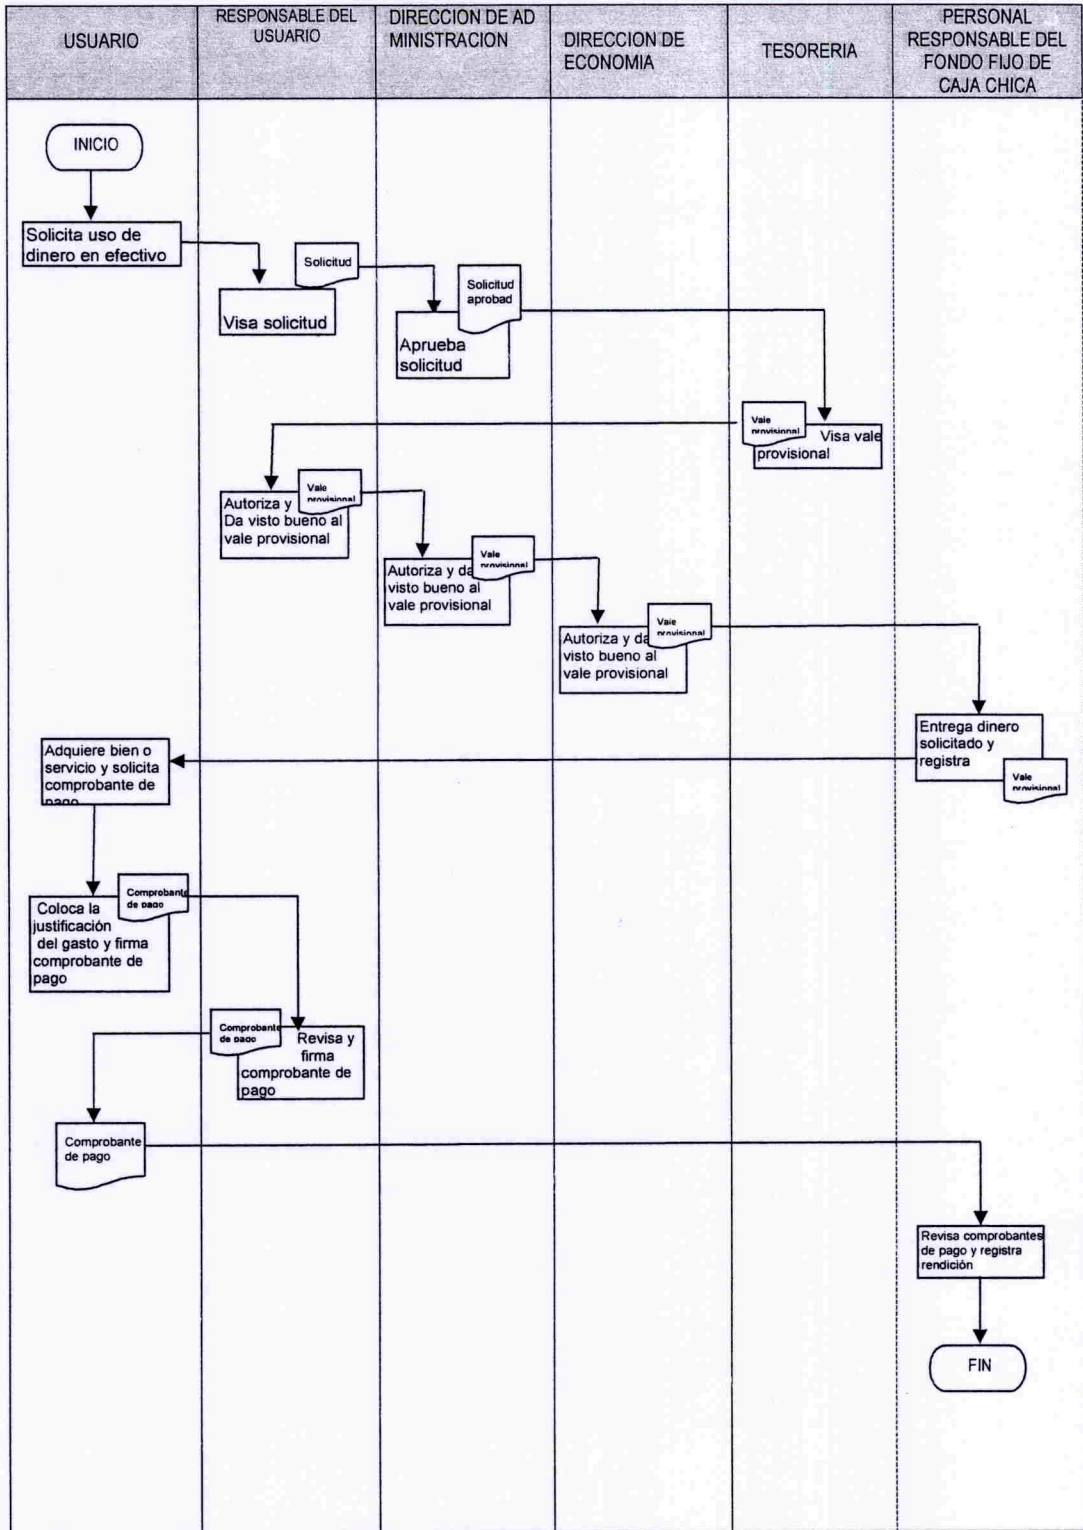 USUARIO
RESPONSABLE DEL
USUARIO
DIRECCION DE AD
MINISTRACION
DIRECCION DE
ECONOMIA
TESORERIA
PERSONAL
RESPONSABLE DEL
FONDO FIJO DE
CAJA CHICA
INICIO
Solicita uso de
dinero en efectivo
Solicitud
Visa solicitud
Solicitud
aprobad
Aprueba
solicitud
Vale
provisional
Visa vale
provisional
Vale
provisional
Autoriza y
Da visto bueno al
vale provisional
Vale
provisional
Autoriza y da
visto bueno al
vale provisional
Vale
provisional
Autoriza y da
visto bueno al
vale provisional
Entrega dinero
solicitado y
registra
Vale
provisional
Adquiere bien o
servicio y solicita
comprobante de
pago
Comprobante
de pago
Coloca la
justificación
del gasto y firma
comprobante de
pago
Comprobante
de pago
Revisa y
firma
comprobante de
pago
Comprobante
de pago
Revisa comprobantes
de pago y registra
rendición
FIN